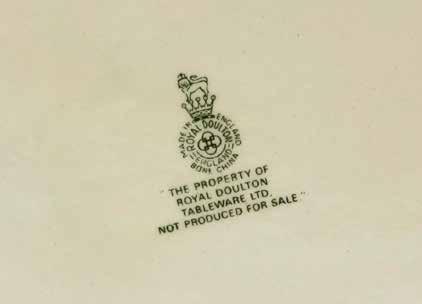 MADE IN ENGLAND
ROYAL DOULTON
ENGLAND
BONE CHINA
"THE PROPERTY OF
ROYAL DOULTON
TABLEWARE LTD.
NOT PRODUCED FOR SALE"